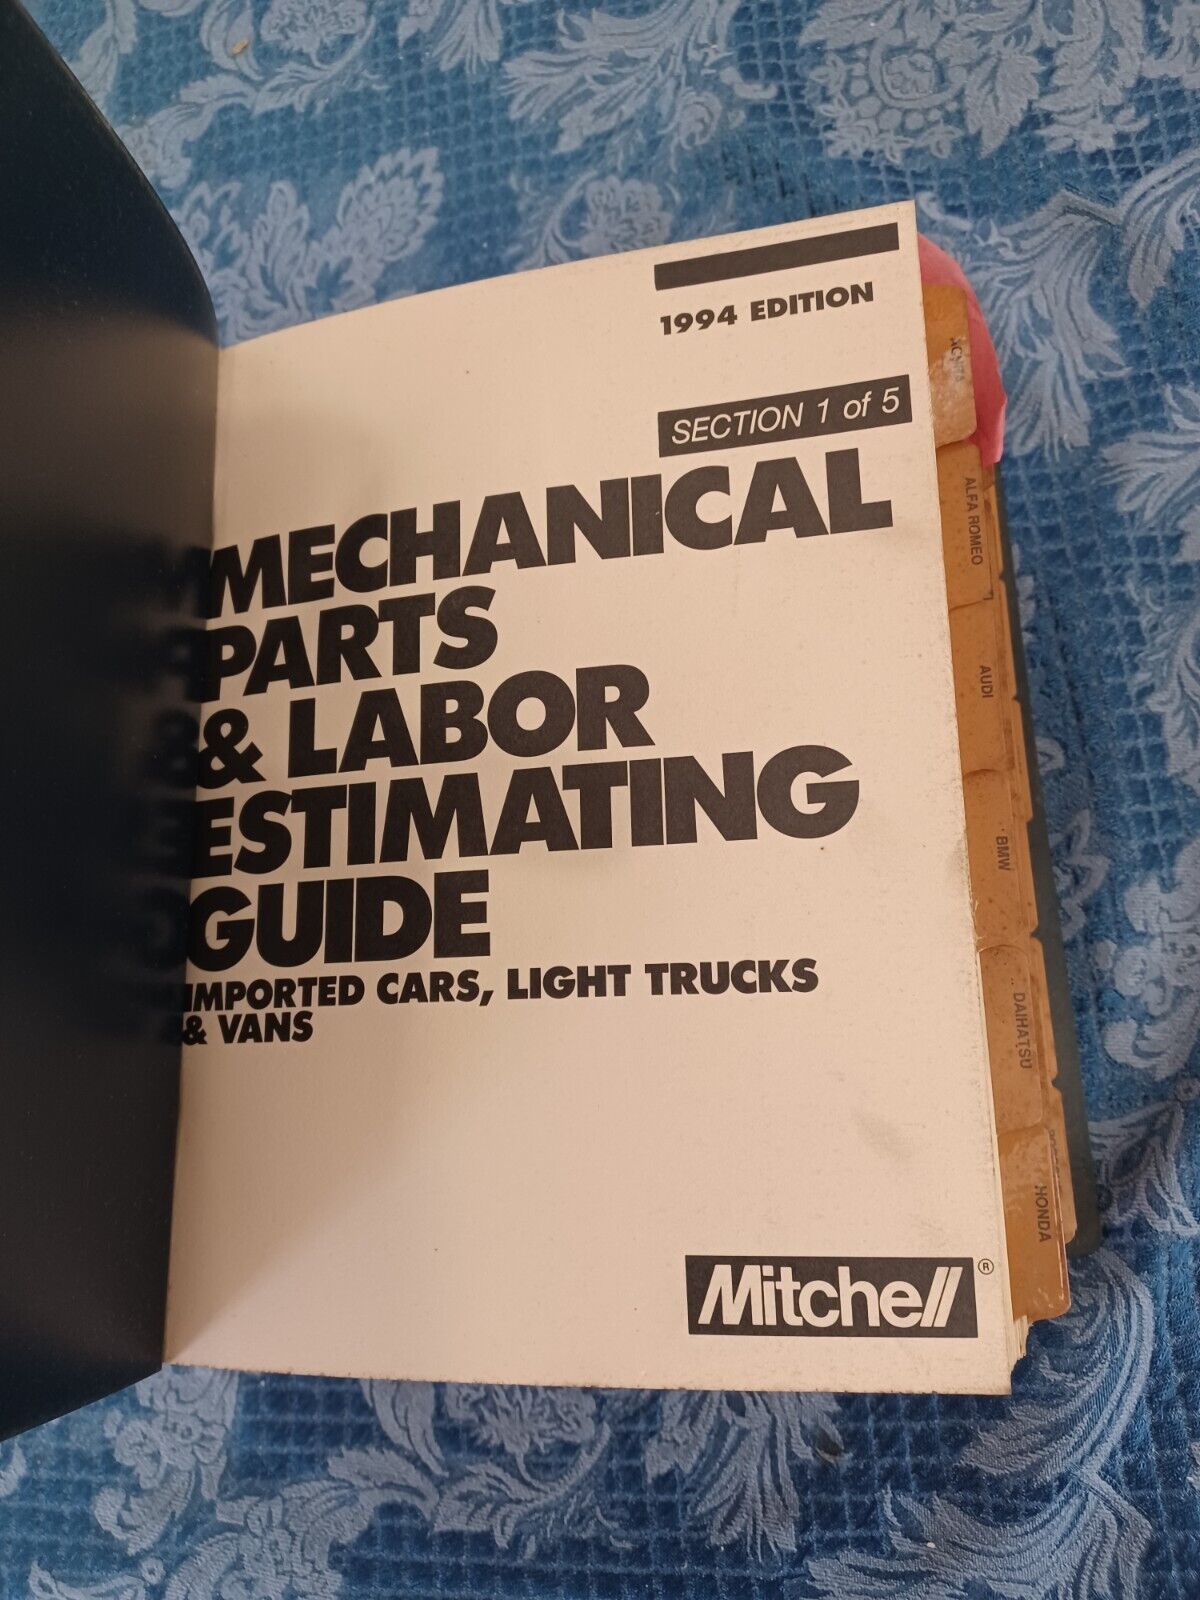 1994 EDITION
SECTION 1 of 5
MECHANICAL
PARTS
& LABOR
ESTIMATING
GUIDE
IMPORTED CARS, LIGHT TRUCKS
& VANS
Mitchell®
ACURA
ALFA ROMEO
AUDI
BMW
DAIHATSU
HONDA